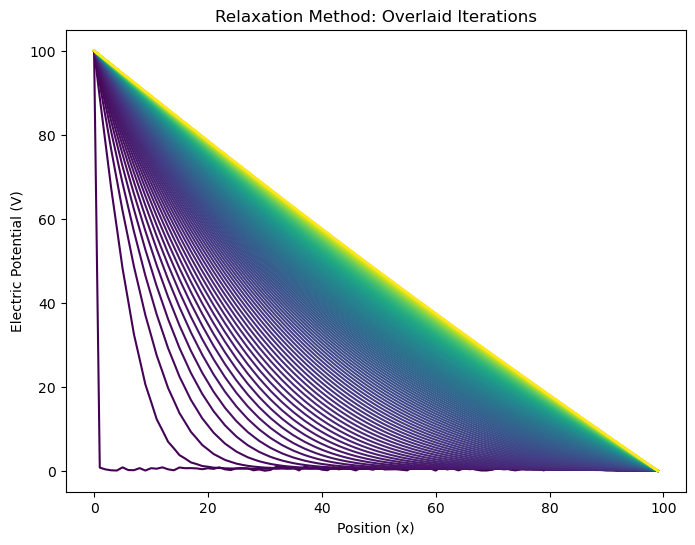 Relaxation Method: Overlaid Iterations
Electric Potential (V)
100
80
60
40
20
0
0 20 40 60 80 100
Position (x)